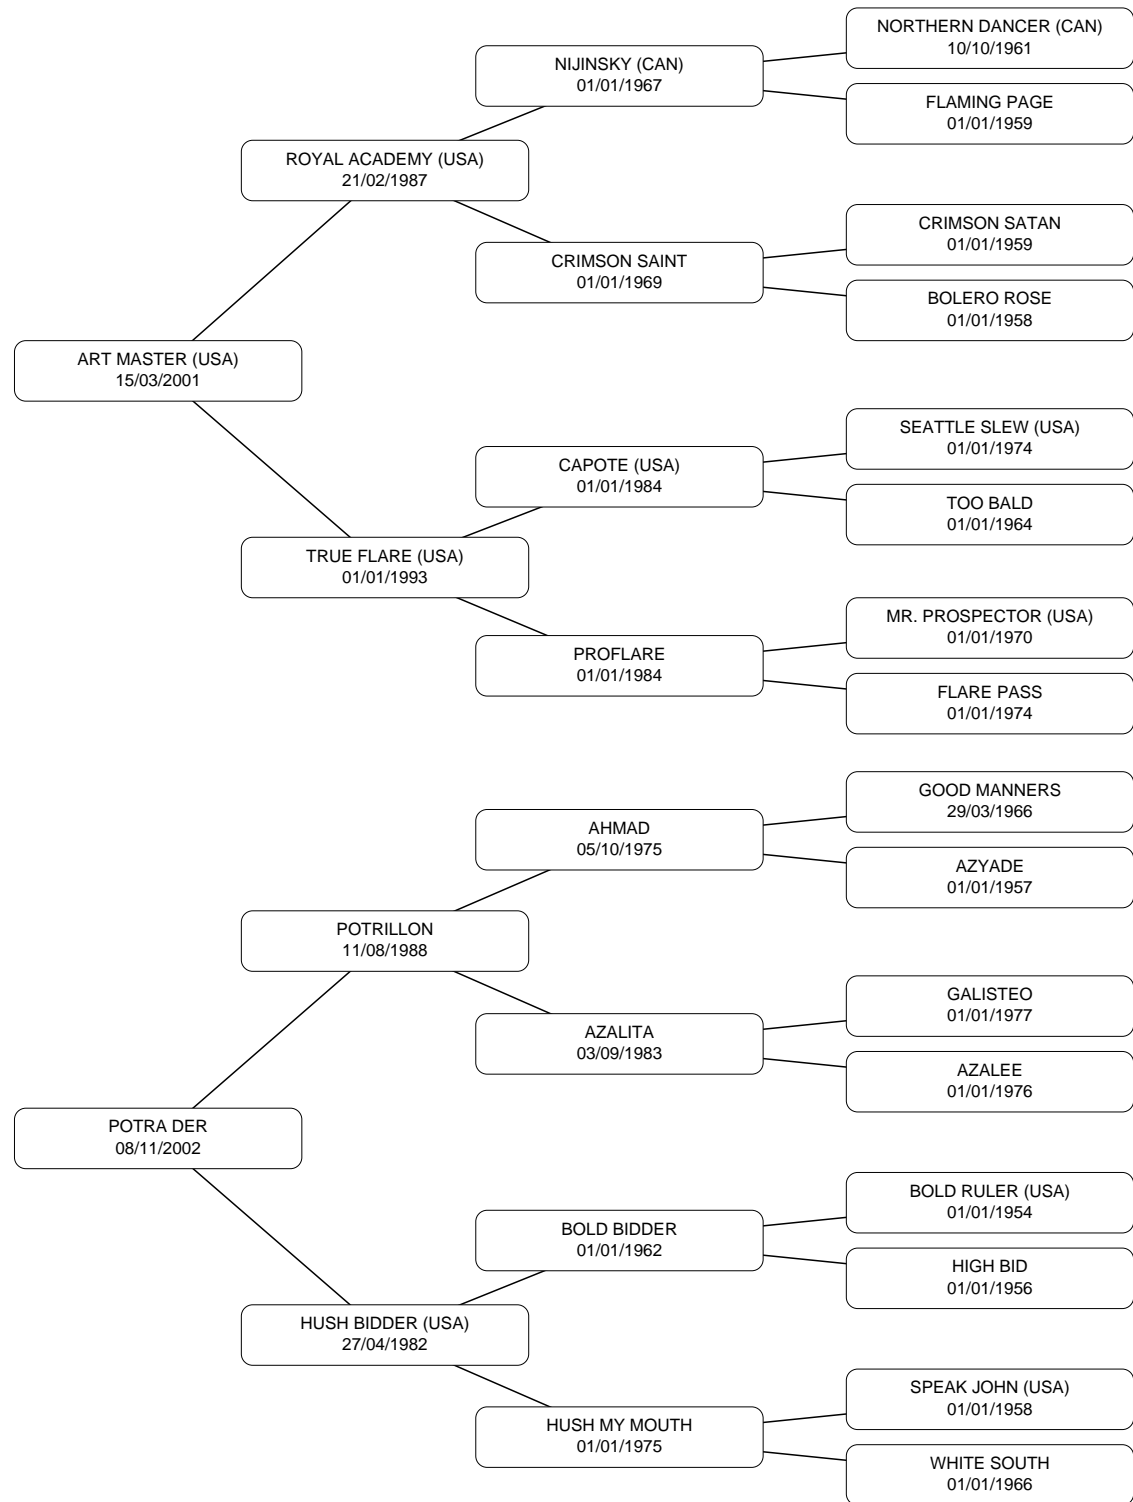 NORTHERN DANCER (CAN)
10/10/1961
NIJINSKY (CAN)
01/01/1967
FLAMING PAGE
01/01/1959
ROYAL ACADEMY (USA)
21/02/1987
CRIMSON SATAN
01/01/1959
CRIMSON SAINT
01/01/1969
BOLERO ROSE
01/01/1958
ART MASTER (USA)
15/03/2001
SEATTLE SLEW (USA)
01/01/1974
CAPOTE (USA)
01/01/1984
TOO BALD
01/01/1964
TRUE FLARE (USA)
01/01/1993
MR. PROSPECTOR (USA)
01/01/1970
PROFLARE
01/01/1984
FLARE PASS
01/01/1974
GOOD MANNERS
29/03/1966
AHMAD
05/10/1975
AZYADE
01/01/1957
POTRILLON
11/08/1988
GALISTEO
01/01/1977
AZALITA
03/09/1983
AZALEE
01/01/1976
POTRA DER
08/11/2002
BOLD RULER (USA)
01/01/1954
BOLD BIDDER
01/01/1962
HIGH BID
01/01/1956
HUSH BIDDER (USA)
27/04/1982
SPEAK JOHN (USA)
01/01/1958
HUSH MY MOUTH
01/01/1975
WHITE SOUTH
01/01/1966